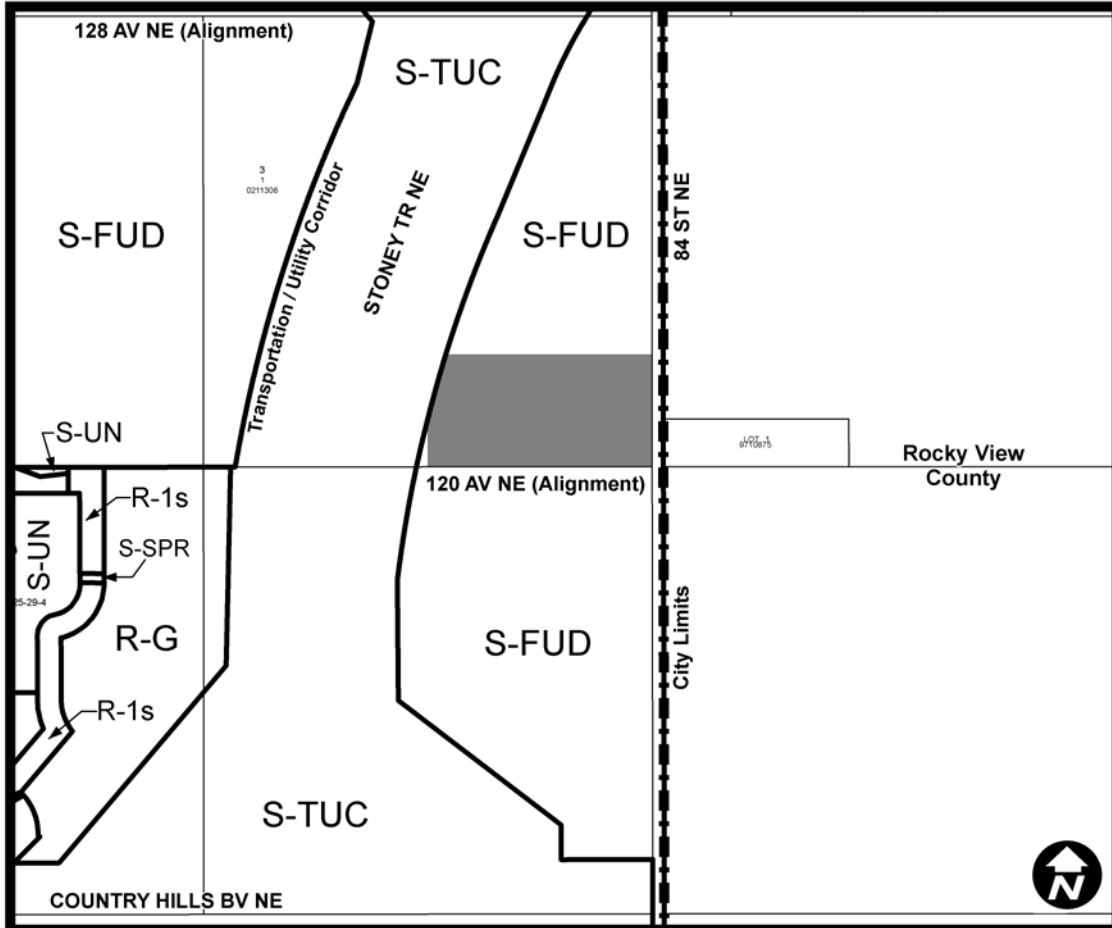 128 AV NE (Alignment)
S-TUC
3
1
0211306
S-FUD
Transportation / Utility Corridor
STONEY TR NE
S-FUD
84 ST NE
S-UN
LOT 1
9710875
Rocky View
County
120 AV NE (Alignment)
R-1s
S-UN
S-SPR
25-29-4
R-G
S-FUD
City Limits
R-1s
S-TUC
COUNTRY HILLS BV NE
N